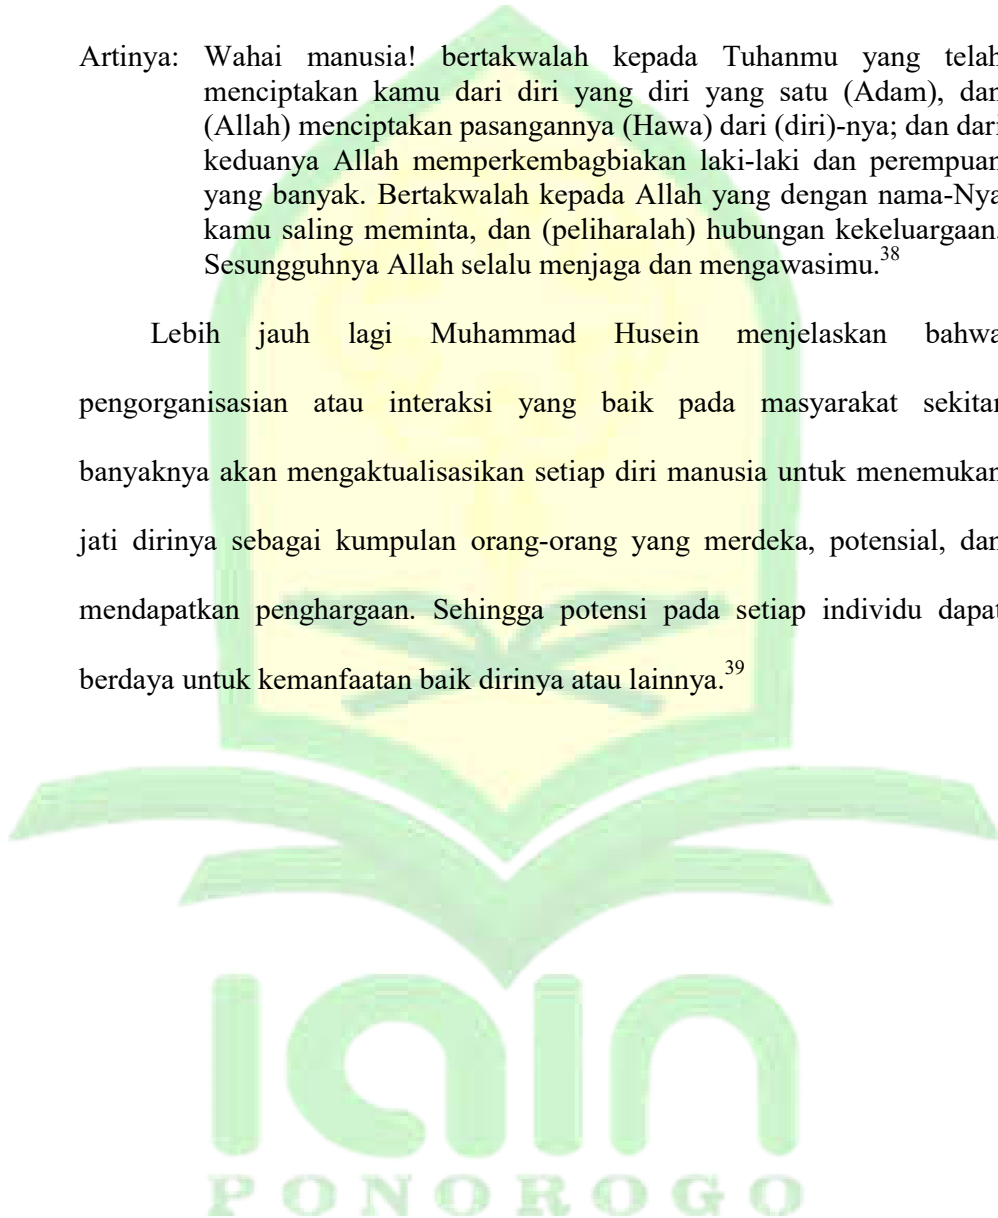 Artinya: Wahai manusia! bertakwalah kepada Tuhanmu yang telah
menciptakan kamu dari diri yang diri yang satu (Adam), dan
(Allah) menciptakan pasangannya (Hawa) dari (diri)-nya; dan dari
keduanya Allah memperkembagbiakan laki-laki dan perempuan
yang banyak. Bertakwalah kepada Allah yang dengan nama-Nya
kamu saling meminta, dan (peliharalah) hubungan kekeluargaan.
Sesungguhnya Allah selalu menjaga dan mengawasimu.38
Lebih jauh lagi Muhammad Husein menjelaskan bahwa
pengorganisasian atau interaksi yang baik pada masyarakat sekitar
banyaknya akan mengaktualisasikan setiap diri manusia untuk menemukan
jati dirinya sebagai kumpulan orang-orang yang merdeka, potensial, dan
mendapatkan penghargaan. Sehingga potensi pada setiap individu dapat
berdaya untuk kemanfaatan baik dirinya atau lainnya.39
iain
PONOROGO